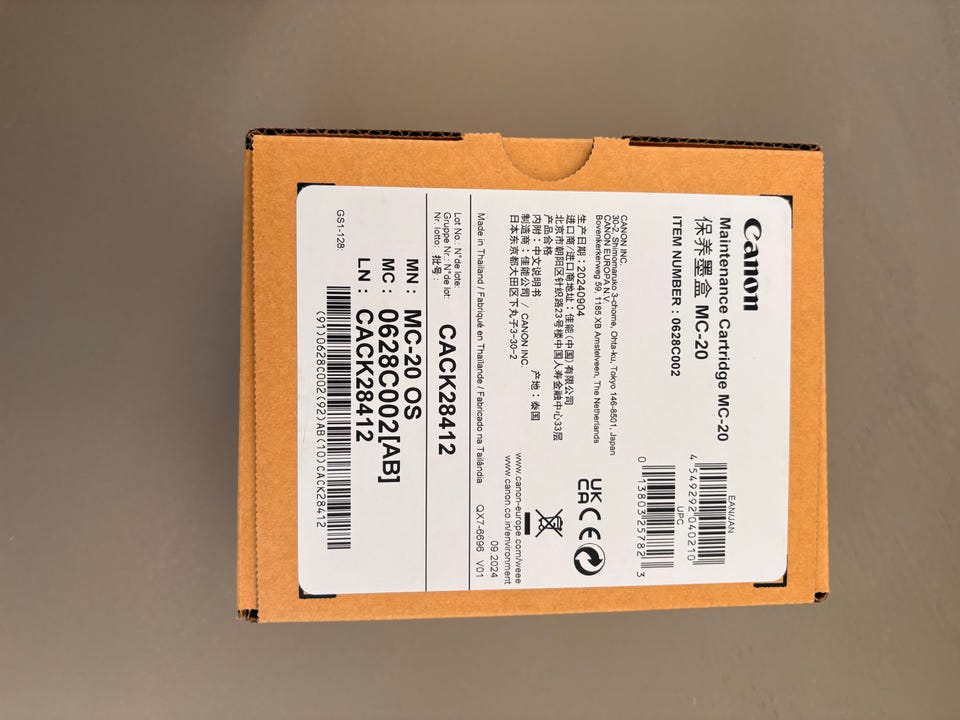 Canon
Maintenance Cartridge MC-20
保养墨盒 MC-20
ITEM NUMBER : 0628C002
EAN/JAN
4 549292 040210
UPC
0 13803 25782 3
CANON INC.
30-2, Shimomaruko 3-chome, Ohta-ku, Tokyo 146-8501, Japan
CANON EUROPA N.V.
Bovenkerkerweg 59, 1185 XB Amstelveen, The Netherlands
生产日期：20240904
进口商/进口商地址：佳能(中国)有限公司
北京市朝阳区针织路23号楼中国人寿金融中心33层
产品合格
内附：中文说明书
产地：泰国
制造商：佳能公司 / CANON INC.
日本东京都大田区下丸子3-30-2
UK
CA
CE
www.canon-europe.com/weee
www.canon.co.in/environment
09.2024
Made in Thailand / Fabriqué en Thaïlande / Fabricado na Tailândia
QX7-6696 V01
Lot No.: N°de lote:
Gruppe Nr.: N°de lot:
Nr. lotto: 批号:
CACK28412
MN : MC-20 OS
MC : 0628C002[AB]
LN : CACK28412
GS1-128:
(91)0628C002(92)AB(10)CACK28412